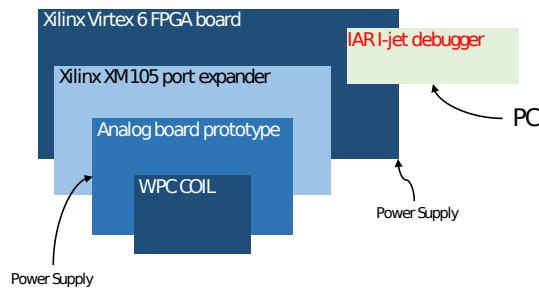 Xilinx Virtex 6 FPGA board
IAR I-jet debugger
Xilinx XM105 port expander
PC
Analog board prototype
WPC COIL
Power Supply
Power Supply